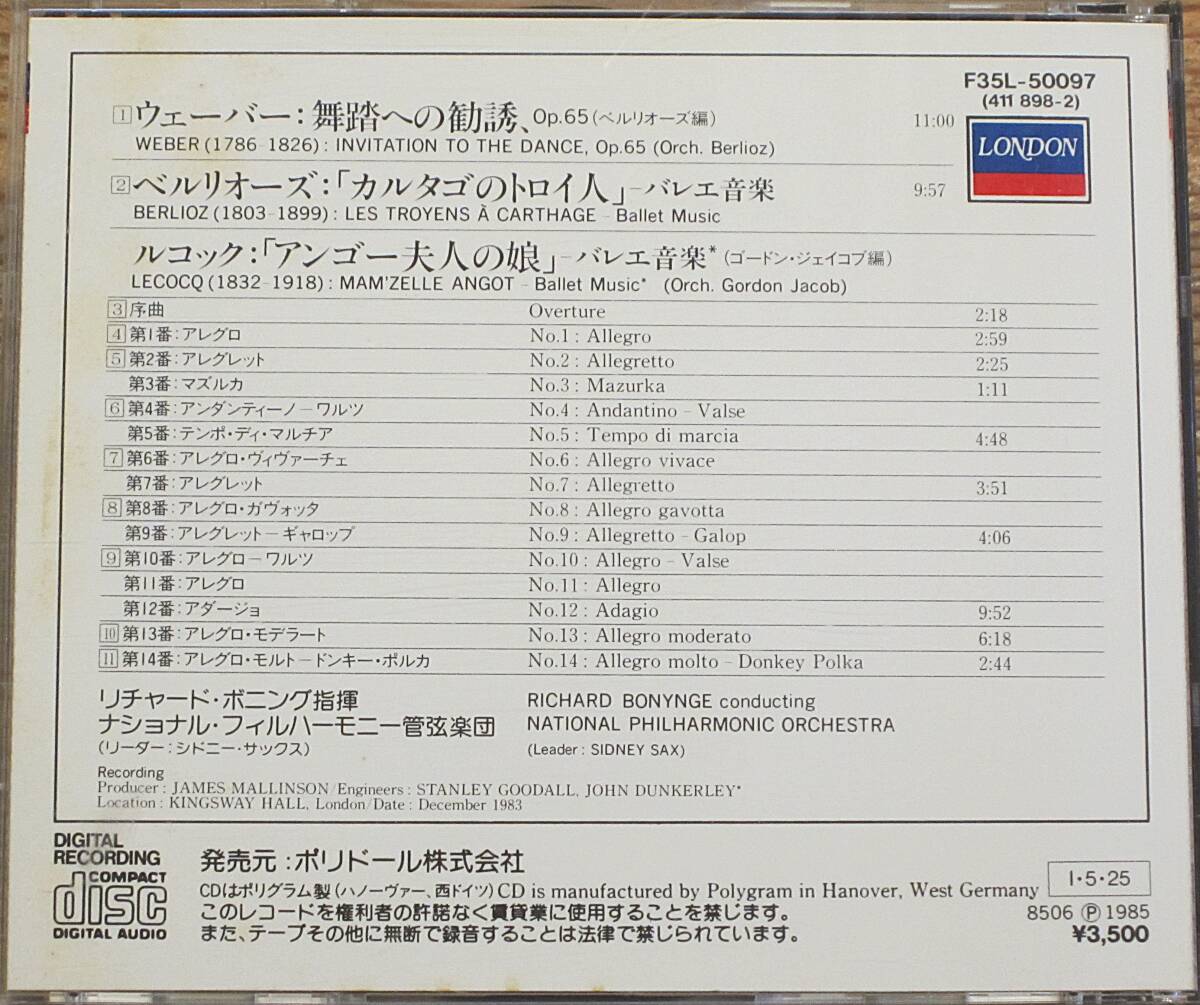 F35L-50097
(411 898-2)
LONDON
1 ウェーバー：舞踏への勧誘、Op.65（ベルリオーズ編） 11:00
WEBER (1786-1826) : INVITATION TO THE DANCE, Op.65 (Orch. Berlioz)
2 ベルリオーズ：「カルタゴのトロイ人」-バレエ音楽 9:57
BERLIOZ (1803-1899) : LES TROYENS À CARTHAGE - Ballet Music
ルコック：「アンゴー夫人の娘」-バレエ音楽*（ゴードン・ジェイコブ編）
LECOCQ (1832-1918) : MAM'ZELLE ANGOT - Ballet Music* (Orch. Gordon Jacob)
3 序曲 Overture 2:18
4 第1番：アレグロ No.1 : Allegro 2:59
5 第2番：アレグレット No.2 : Allegretto 2:25
第3番：マズルカ No.3 : Mazurka 1:11
6 第4番：アンダンティーノ－ワルツ No.4 : Andantino - Valse
第5番：テンポ・ディ・マルチア No.5 : Tempo di marcia 4:48
7 第6番：アレグロ・ヴィヴァーチェ No.6 : Allegro vivace
第7番：アレグレット No.7 : Allegretto 3:51
8 第8番：アレグロ・ガヴォッタ No.8 : Allegro gavotta
第9番：アレグレット－ギャロップ No.9 : Allegretto - Galop 4:06
9 第10番：アレグロ－ワルツ No.10 : Allegro - Valse
第11番：アレグロ No.11 : Allegro
第12番：アダージョ No.12 : Adagio 9:52
10 第13番：アレグロ・モデラート No.13 : Allegro moderato 6:18
11 第14番：アレグロ・モルト－ドンキー・ポルカ No.14 : Allegro molto - Donkey Polka 2:44
リチャード・ボニング指揮 RICHARD BONYNGE conducting
ナショナル・フィルハーモニー管弦楽団 NATIONAL PHILHARMONIC ORCHESTRA
（リーダー：シドニー・サックス） (Leader : SIDNEY SAX)
Recording
Producer : JAMES MALLINSON/Engineers : STANLEY GOODALL, JOHN DUNKERLEY*
Location : KINGSWAY HALL, London/Date : December 1983
DIGITAL RECORDING
COMPACT
disc
DIGITAL AUDIO
発売元：ポリドール株式会社
CDはポリグラム製（ハノーヴァー、西ドイツ）CD is manufactured by Polygram in Hanover, West Germany
このレコードを権利者の許諾なく賃貸業に使用することを禁じます。
また、テープその他に無断で録音することは法律で禁じられています。
I・5・25
8506 Ⓟ 1985
¥3,500